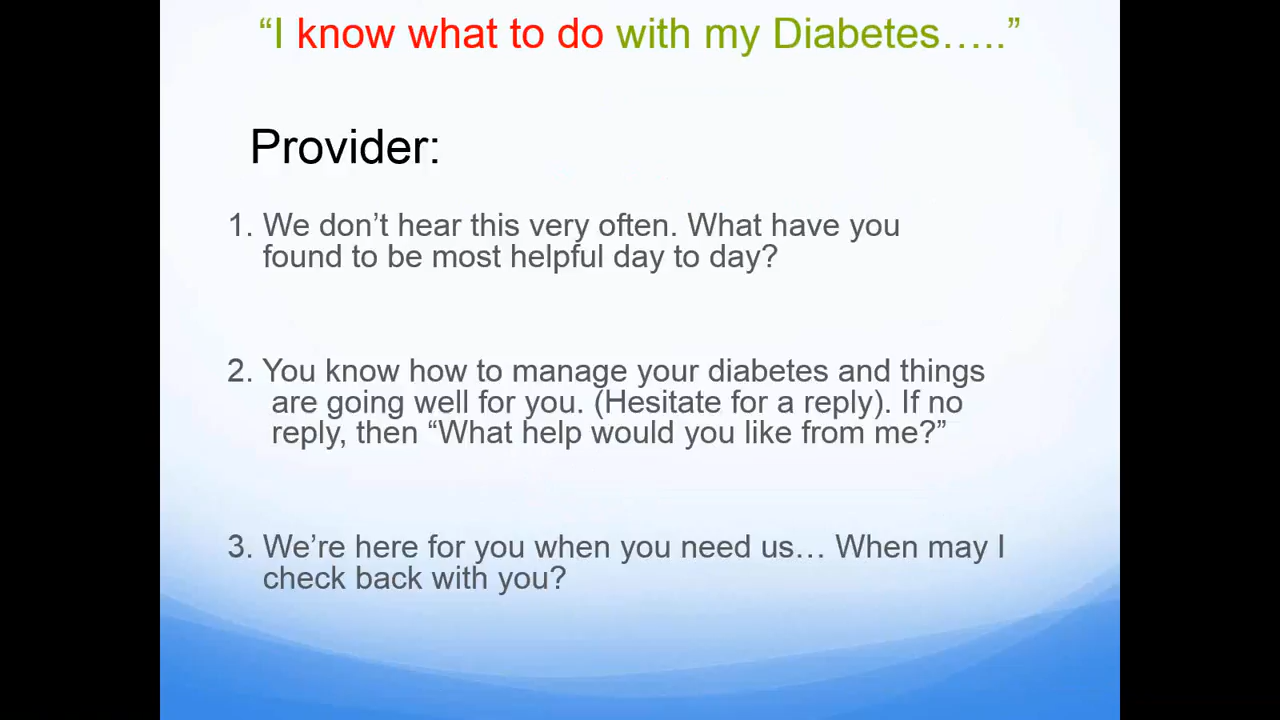 “I know what to do with my Diabetes…..”
Provider:
1. We don’t hear this very often. What have you
found to be most helpful day to day?
2. You know how to manage your diabetes and things
are going well for you. (Hesitate for a reply). If no
reply, then “What help would you like from me?”
3. We’re here for you when you need us… When may I
check back with you?